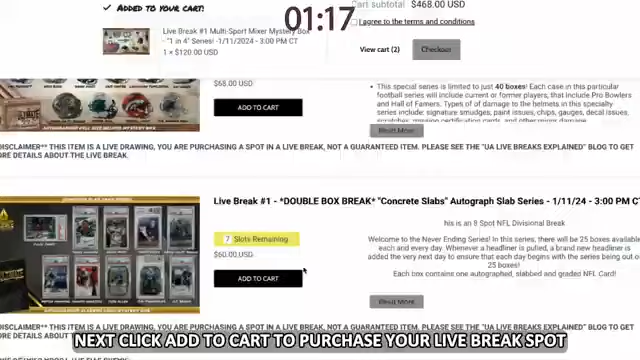 Added to your cart:
01:17
Cart subtotal $468.00 USD
I agree to the terms and conditions
Live Break #1 Multi-Sport Mixer Mystery Box
- "1 in 4" Series! -1/11/2024 - 3:00 PM CT
1 × $120.00 USD
View cart (2)
Checkout
$68.00 USD
ADD TO CART
This special series is limited to just 40 boxes! Each case in this particular
football series will include current or former players, that include Pro Bowlers
and Hall of Famers. Types of damage to the helmets in this specialty
series include: signature smudges, paint issues, chips, gauges, decal issues,
scratches, missing certification cards, and other more minor damage.
Read More
DISCLAIMER** THIS ITEM IS A LIVE DRAWING, YOU ARE PURCHASING A SPOT IN A LIVE BREAK, NOT A GUARANTEED ITEM. PLEASE SEE THE "UA LIVE BREAKS EXPLAINED" BLOG TO GET
ORE DETAILS ABOUT THE LIVE BREAK.
Live Break #1 - *DOUBLE BOX BREAK* "Concrete Slabs" Autograph Slab Series - 1/11/24 - 3:00 PM CT
7 Slots Remaining
$60.00 USD
ADD TO CART
his is an 8 Spot NFL Divisional Break
Welcome to the Never Ending Series! In this series, there will be 25 boxes available
each and every day. Whenever a headliner is pulled, a brand new headliner is
added the very next day to ensure that each day begins with the series being out of
25 boxes!
Each box contains one autographed, slabbed and graded NFL Card!
Read More
DISCLAIMER** THIS ITEM IS A LIVE DRAWING, YOU ARE PURCHASING A SPOT IN A LIVE BREAK, NOT A GUARANTEED ITEM. PLEASE SEE THE "UA LIVE BREAKS EXPLAINED" BLOG TO GET
NEXT CLICK ADD TO CART TO PURCHASE YOUR LIVE BREAK SPOT